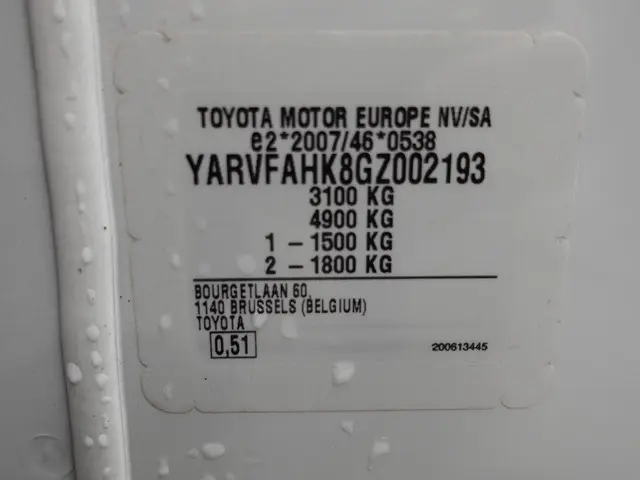 TOYOTA MOTOR EUROPE NV/SA
e2*2007/46*0538
YARVFAHK8GZ002193
3100 KG
4900 KG
1 - 1500 KG
2 - 1800 KG
BOURGETLAAN 60,
1140 BRUSSELS (BELGIUM)
TOYOTA
0,51
200613445